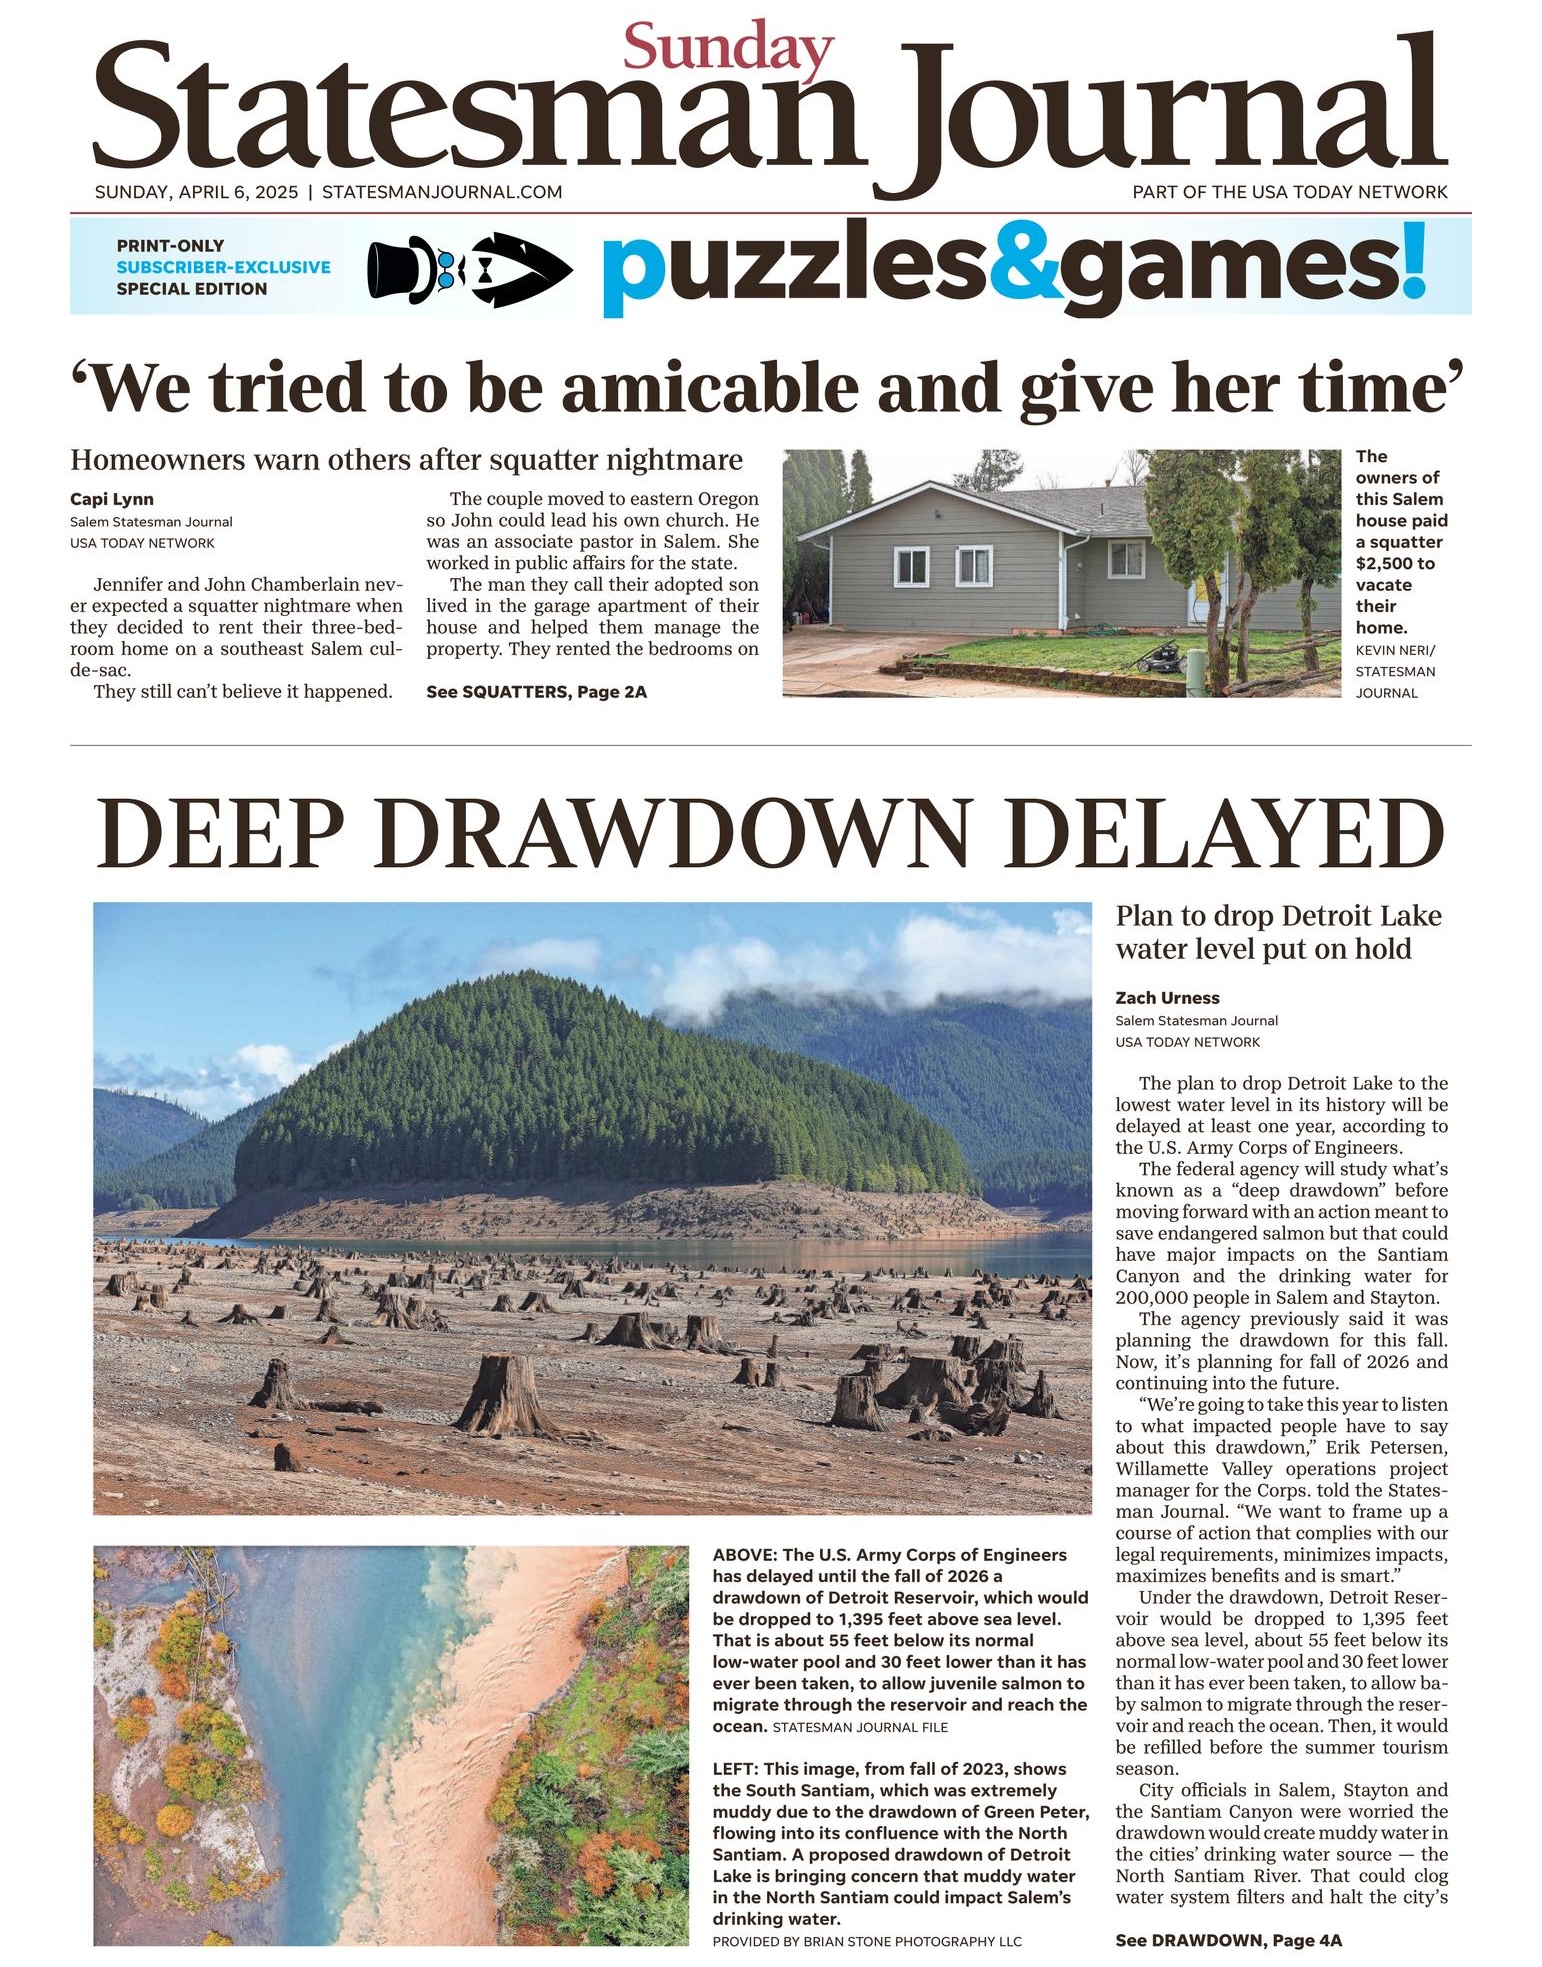 Sunday
Statesman Journal
SUNDAY, APRIL 6, 2025 | STATESMANJOURNAL.COM
PART OF THE USA TODAY NETWORK
PRINT-ONLY
SUBSCRIBER-EXCLUSIVE
SPECIAL EDITION
puzzles&games!
‘We tried to be amicable and give her time’
Homeowners warn others after squatter nightmare
Capi Lynn
Salem Statesman Journal
USA TODAY NETWORK
Jennifer and John Chamberlain nev-
er expected a squatter nightmare when
they decided to rent their three-bed-
room home on a southeast Salem cul-
de-sac.
They still can’t believe it happened.
The couple moved to eastern Oregon
so John could lead his own church. He
was an associate pastor in Salem. She
worked in public affairs for the state.
The man they call their adopted son
lived in the garage apartment of their
house and helped them manage the
property. They rented the bedrooms on
See SQUATTERS, Page 2A
The
owners of
this Salem
house paid
a squatter
$2,500 to
vacate
their
home.
KEVIN NERI/
STATESMAN
JOURNAL
DEEP DRAWDOWN DELAYED
Plan to drop Detroit Lake
water level put on hold
Zach Urness
Salem Statesman Journal
USA TODAY NETWORK
The plan to drop Detroit Lake to the
lowest water level in its history will be
delayed at least one year, according to
the U.S. Army Corps of Engineers.
The federal agency will study what’s
known as a “deep drawdown” before
moving forward with an action meant to
save endangered salmon but that could
have major impacts on the Santiam
Canyon and the drinking water for
200,000 people in Salem and Stayton.
The agency previously said it was
planning the drawdown for this fall.
Now, it’s planning for fall of 2026 and
continuing into the future.
“We’re going to take this year to listen
to what impacted people have to say
about this drawdown,” Erik Petersen,
Willamette Valley operations project
manager for the Corps. told the States-
man Journal. “We want to frame up a
course of action that complies with our
legal requirements, minimizes impacts,
maximizes benefits and is smart.”
Under the drawdown, Detroit Reser-
voir would be dropped to 1,395 feet
above sea level, about 55 feet below its
normal low-water pool and 30 feet lower
than it has ever been taken, to allow ba-
by salmon to migrate through the reser-
voir and reach the ocean. Then, it would
be refilled before the summer tourism
season.
City officials in Salem, Stayton and
the Santiam Canyon were worried the
drawdown would create muddy water in
the cities’ drinking water source — the
North Santiam River. That could clog
water system filters and halt the city’s
See DRAWDOWN, Page 4A
ABOVE: The U.S. Army Corps of Engineers
has delayed until the fall of 2026 a
drawdown of Detroit Reservoir, which would
be dropped to 1,395 feet above sea level.
That is about 55 feet below its normal
low-water pool and 30 feet lower than it has
ever been taken, to allow juvenile salmon to
migrate through the reservoir and reach the
ocean. STATESMAN JOURNAL FILE
LEFT: This image, from fall of 2023, shows
the South Santiam, which was extremely
muddy due to the drawdown of Green Peter,
flowing into its confluence with the North
Santiam. A proposed drawdown of Detroit
Lake is bringing concern that muddy water
in the North Santiam could impact Salem’s
drinking water.
PROVIDED BY BRIAN STONE PHOTOGRAPHY LLC